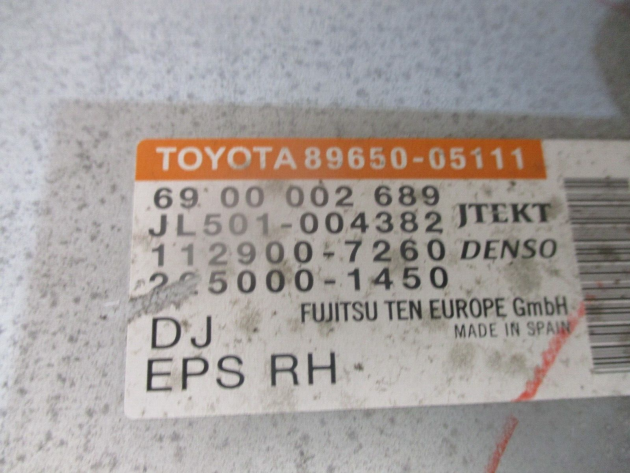 TOYOTA 89650-05111
69 00 002 689
JL501-004382 JTEKT
112900-7260 DENSO
5000-1450
FUJITSU TEN EUROPE GmbH
MADE IN SPAIN
DJ
EPS RH